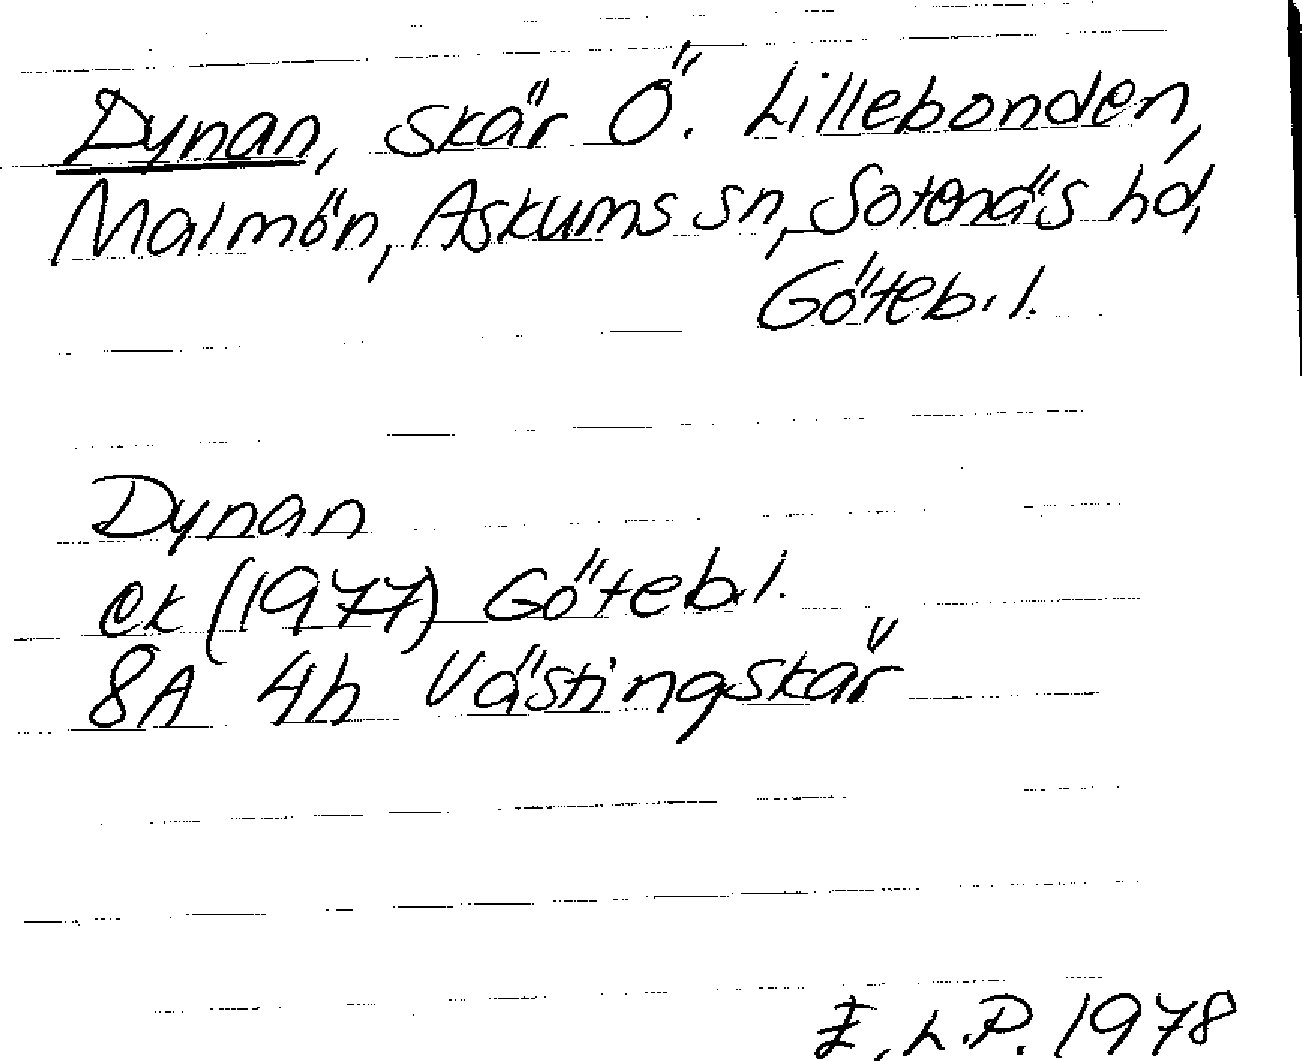 Dynan, skär Ö. Lillebonden,
Malmön, Askums sn, Sotenäs hd,
Göteb. l.
Dynan
ek (1977) Göteb. l.
8A 4h Västingskär
E.L.P. 1978